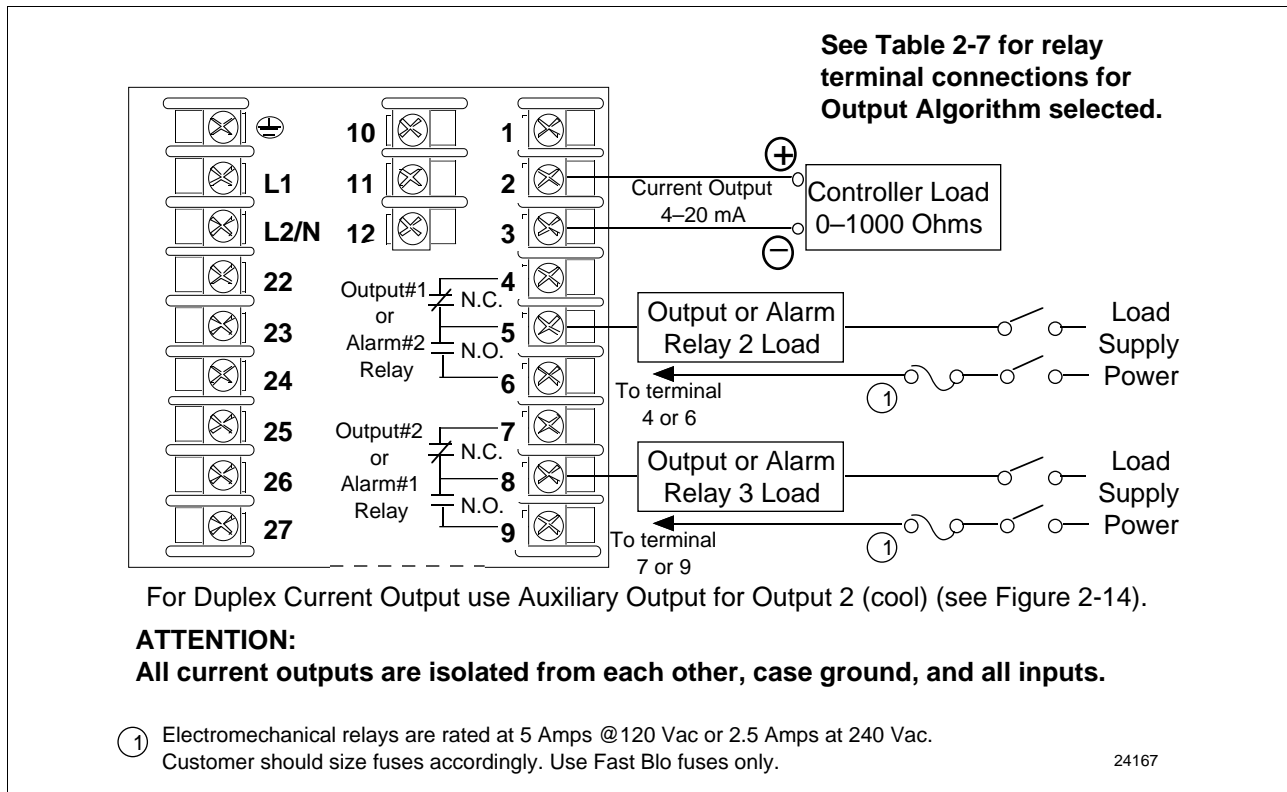 See Table 2-7 for relay
terminal connections for
Output Algorithm selected.
L1
L2/N
22
23
24
25
26
27
10
11
12
1
2
3
4
5
6
7
8
9
Output#1
or
Alarm#2
Relay
N.C.
N.O.
Output#2
or
Alarm#1
Relay
N.C.
N.O.
+
Current Output
4–20 mA
−
Controller Load
0–1000 Ohms
Output or Alarm
Relay 2 Load
Load
Supply
Power
To terminal
4 or 6
1
Output or Alarm
Relay 3 Load
Load
Supply
Power
To terminal
7 or 9
1
For Duplex Current Output use Auxiliary Output for Output 2 (cool) (see Figure 2-14).
ATTENTION:
All current outputs are isolated from each other, case ground, and all inputs.
1 Electromechanical relays are rated at 5 Amps @120 Vac or 2.5 Amps at 240 Vac.
Customer should size fuses accordingly. Use Fast Blo fuses only.
24167